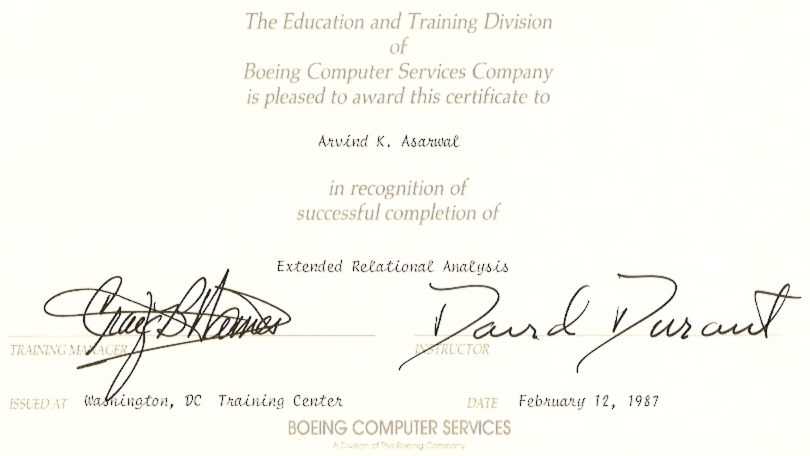 The Education and Training Division
of
Boeing Computer Services Company
is pleased to award this certificate to
Arvind K. Asarwal
in recognition of
successful completion of
Extended Relational Analysis
David Durant
TRAINING MANAGER
INSTRUCTOR
ISSUED AT Washington, DC Training Center DATE February 12, 1987
BOEING COMPUTER SERVICES
A Division of The Boeing Company